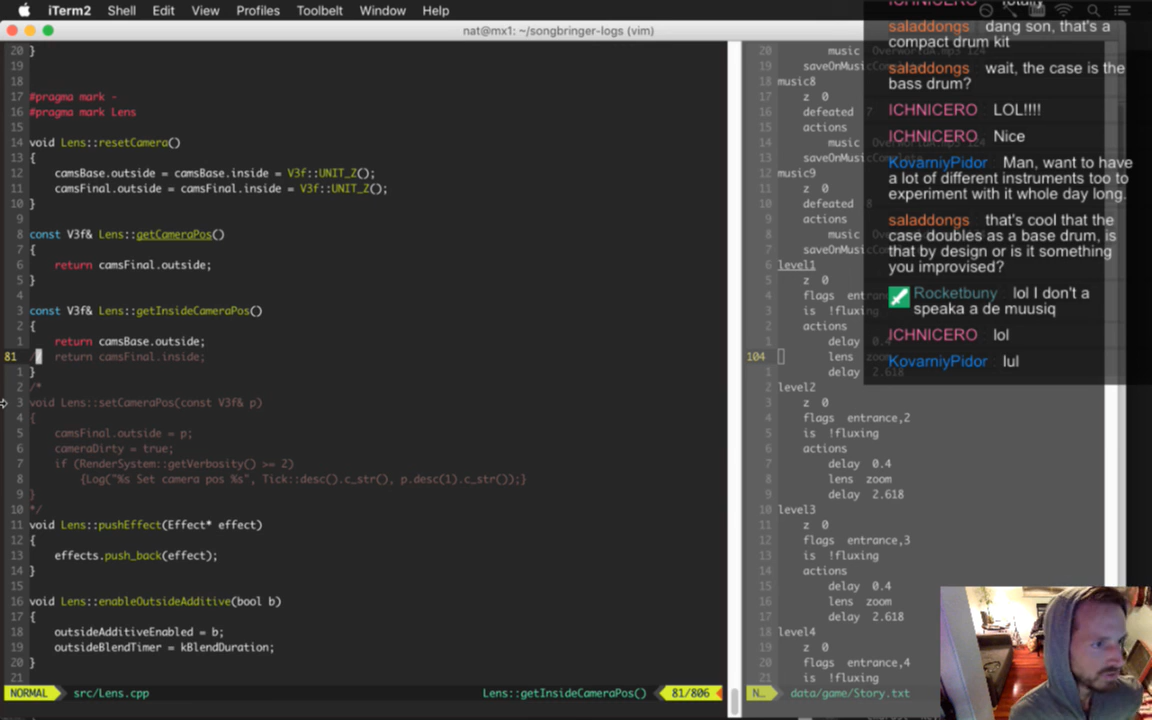 iTerm2 Shell Edit View Profiles Toolbelt Window Help
nat@mx1: ~/songbringer-logs (vim)
20 }
19
18
17 #pragma mark -
16 #pragma mark Lens
15
14 void Lens::resetCamera()
13 {
12 camsBase.outside = camsBase.inside = V3f::UNIT_Z();
11 camsFinal.outside = camsFinal.inside = V3f::UNIT_Z();
10 }
9
8 const V3f& Lens::getCameraPos()
7 {
6 return camsFinal.outside;
5 }
4
3 const V3f& Lens::getInsideCameraPos()
2 {
1 return camsBase.outside;
81 / return camsFinal.inside;
1 }
2 /*
3 void Lens::setCameraPos(const V3f& p)
4 {
5 camsFinal.outside = p;
6 cameraDirty = true;
7 if (RenderSystem::getVerbosity() >= 2)
8 {Log("%s Set camera pos %s", Tick::desc().c_str(), p.desc(1).c_str());}
9 }
10 */
11 void Lens::pushEffect(Effect* effect)
12 {
13 effects.push_back(effect);
14 }
15
16 void Lens::enableOutsideAdditive(bool b)
17 {
18 outsideAdditiveEnabled = b;
19 outsideBlendTimer = kBlendDuration;
20 }
21
NORMAL src/Lens.cpp Lens::getInsideCameraPos() 81/806
20 music
19 saveOnMusic
18 music8
17 z 0
16 defeated 7
15 actions
14 music
13 saveOnMusic
12 music9
11 z 0
10 defeated 8
9 actions
8 music
7 saveOnMusic
6 level1
5 z 0
4 flags
3 is !fluxing
2 actions
1 delay
104 lens zoom
1 delay 2.618
2 level2
3 z 0
4 flags entrance,2
5 is !fluxing
6 actions
7 delay 0.4
8 lens zoom
9 delay 2.618
10 level3
11 z 0
12 flags entrance,3
13 is !fluxing
14 actions
15 delay 0.4
16 lens zoom
17 delay 2.618
18 level4
19 z 0
20 flags entrance,4
21 is !fluxing
N... data/game/Story.txt
saladdongs dang son, that's a
compact drum kit
saladdongs wait, the case is the
bass drum?
ICHNICERO LOL!!!!
ICHNICERO Nice
KovarniyPidor Man, want to have
a lot of different instruments too to
experiment with it whole day long.
saladdongs that's cool that the
case doubles as a base drum, is
that by design or is it something
you improvised?
Rocketbuny lol I don't a
speaka a de muusiq
ICHNICERO lol
KovarniyPidor lul